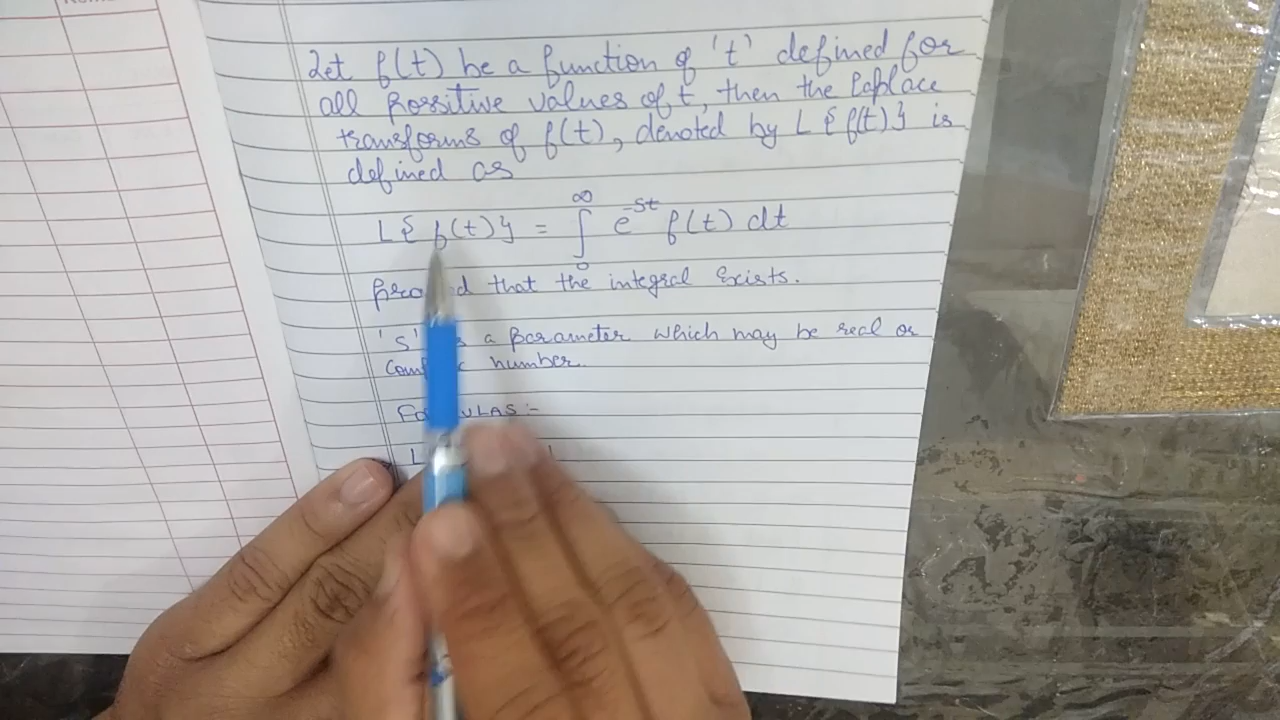 Let f(t) be a function of 't' defined for
all possitive values of t, then the Laplace
transforms of f(t), denoted by L{f(t)} is
defined as
L{f(t)} = ∫₀^∞ e^-st f(t) dt
that the integral Exists.
's' a parameter which may be real or
number.